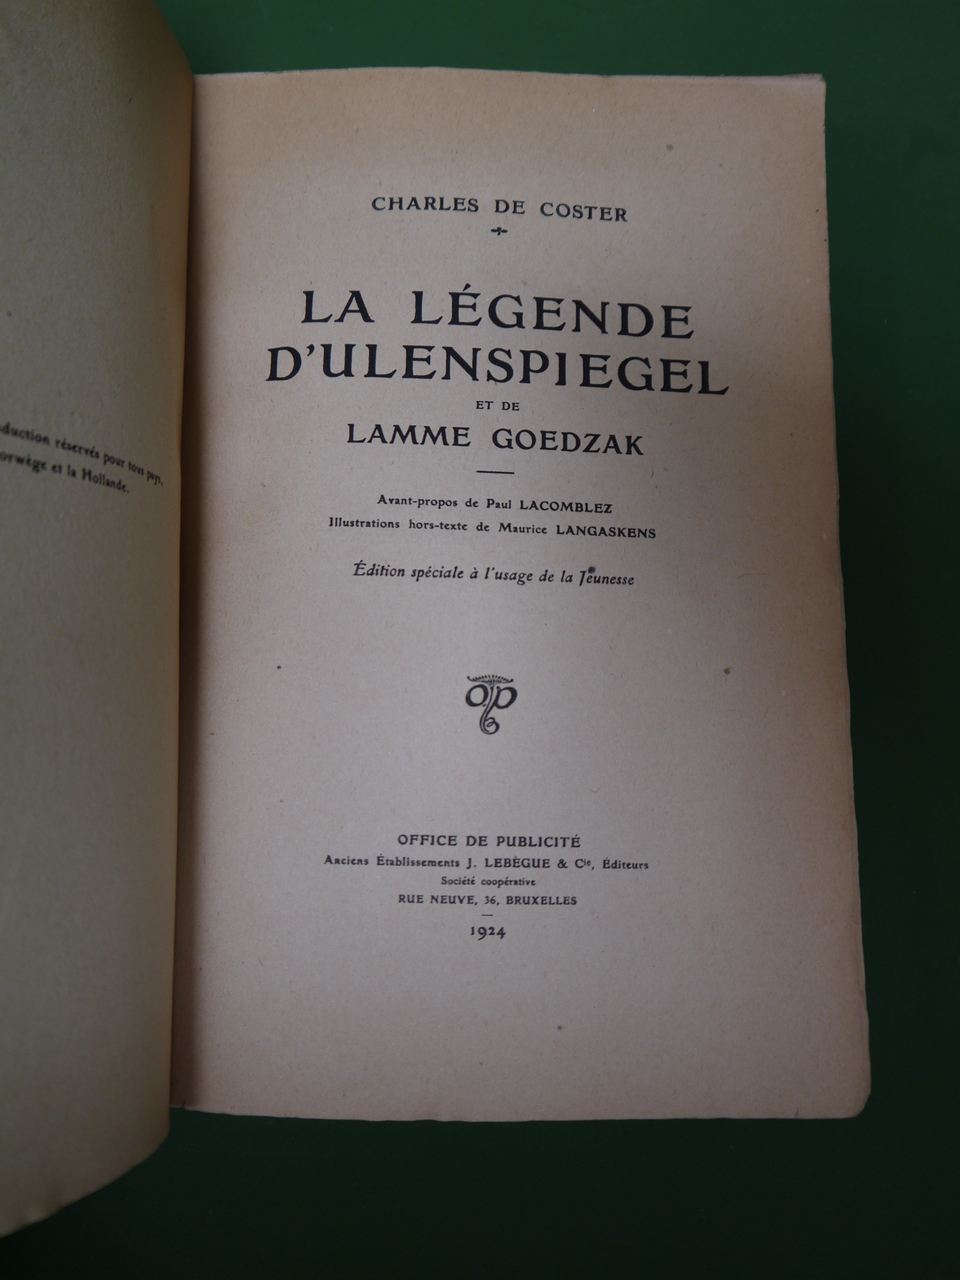 duction réservés pour tous pays,
orwège et la Hollande.
CHARLES DE COSTER
LA LÉGENDE
D'ULENSPIEGEL
ET DE
LAMME GOEDZAK
Avant-propos de Paul LACOMBLEZ
Illustrations hors-texte de Maurice LANGASKENS
Édition spéciale à l'usage de la Jeunesse
OPB
OFFICE DE PUBLICITÉ
Anciens Établissements J. LEBÈGUE & Cie, Éditeurs
Société coopérative
RUE NEUVE, 36, BRUXELLES
1924